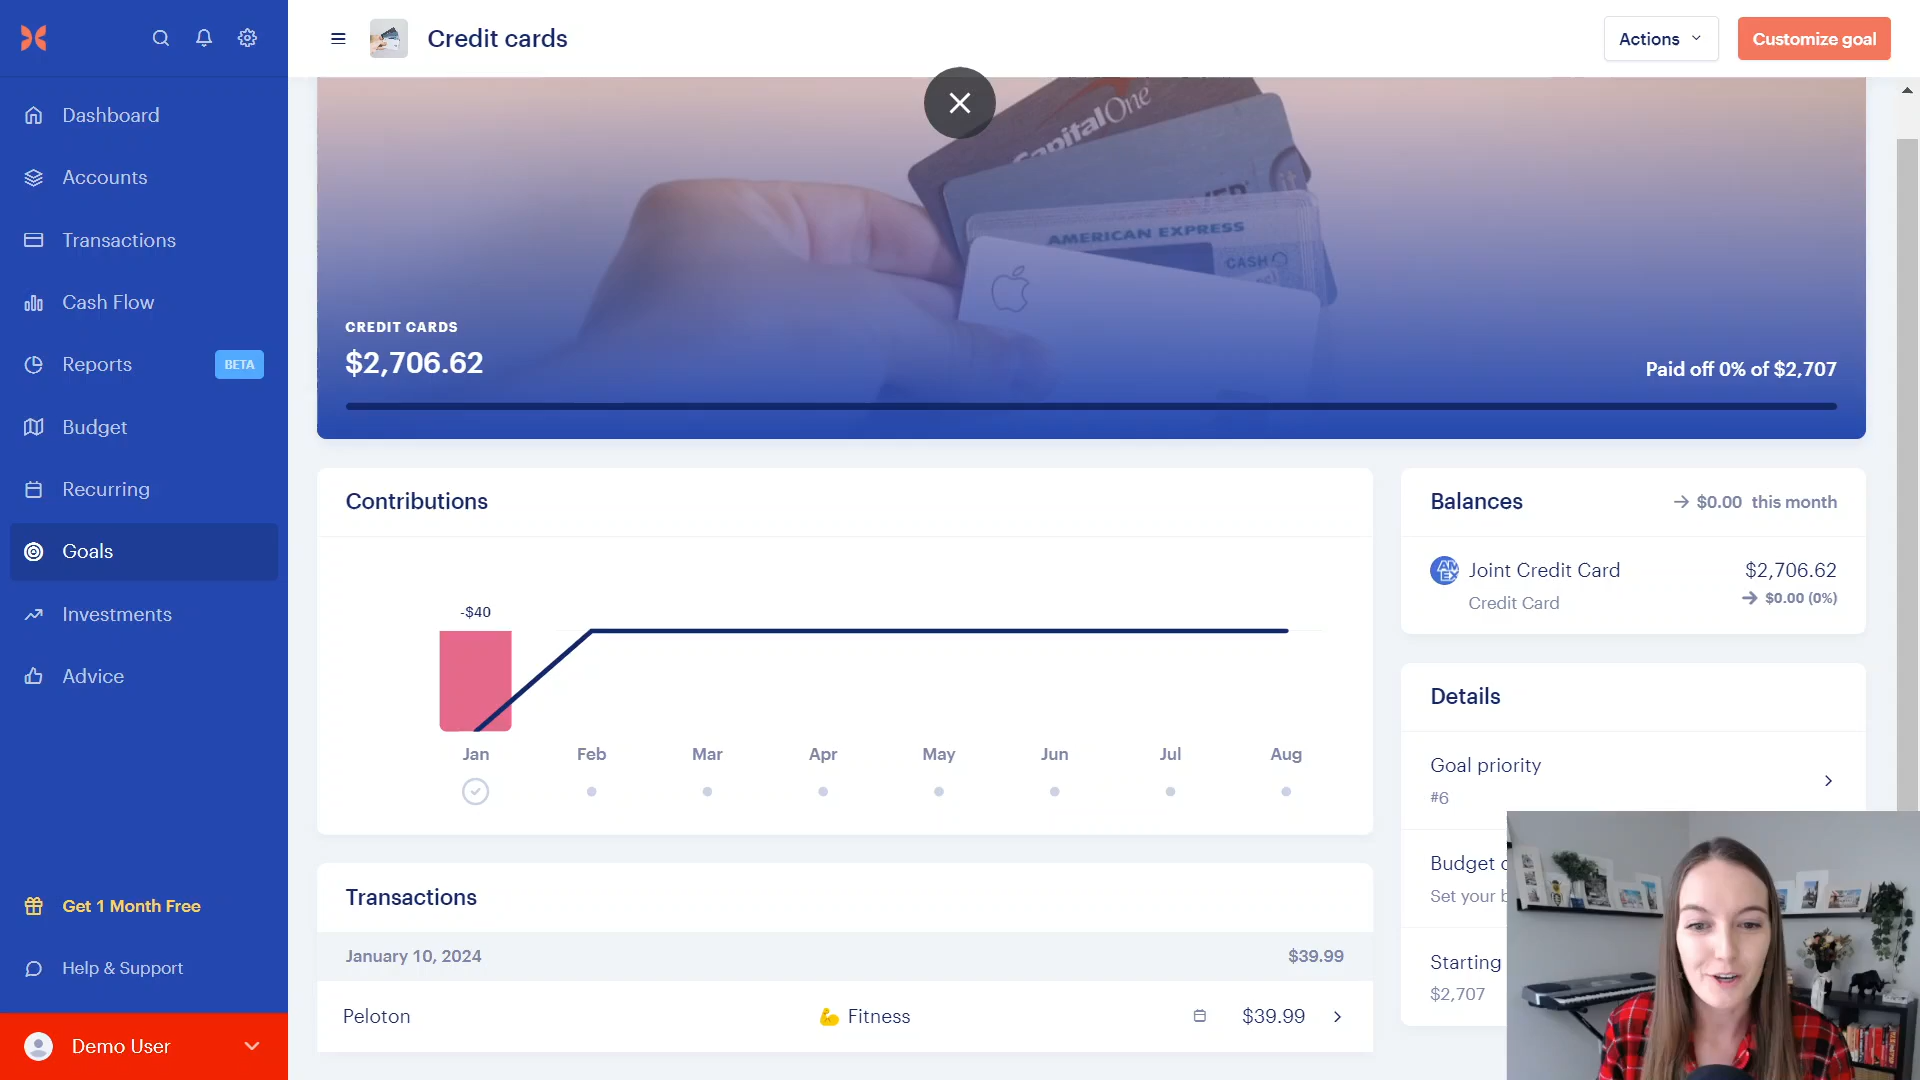 Credit cards
Actions
Customize goal
Dashboard
Accounts
Transactions
Cash Flow
Reports
BETA
Budget
Recurring
Goals
Investments
Advice
Get 1 Month Free
Help & Support
Demo User
CapitalOne
AMERICAN EXPRESS
CASH
CREDIT CARDS
$2,706.62
Paid off 0% of $2,707
Contributions
-$40
Jan
Feb
Mar
Apr
May
Jun
Jul
Aug
Balances
$0.00 this month
AM
EX
Joint Credit Card
$2,706.62
Credit Card
$0.00 (0%)
Details
Goal priority
#6
Budget
Set your
Starting
$2,707
Transactions
January 10, 2024
$39.99
Peloton
Fitness
$39.99